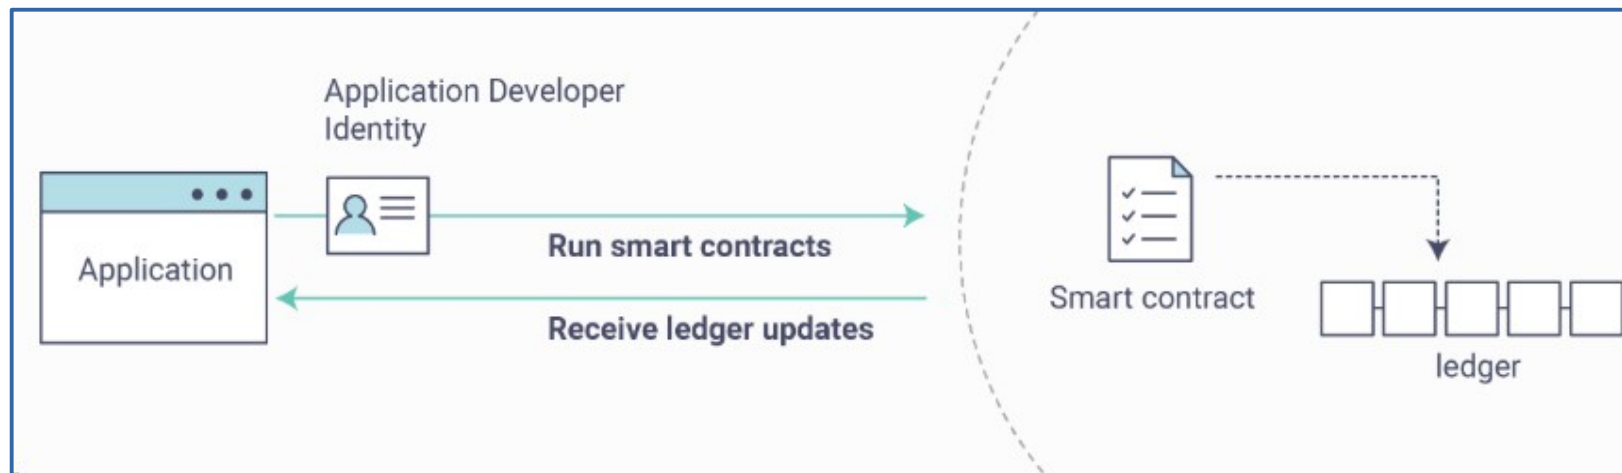 Application Developer
Identity
Application
Run smart contracts
Receive ledger updates
Smart contract
ledger